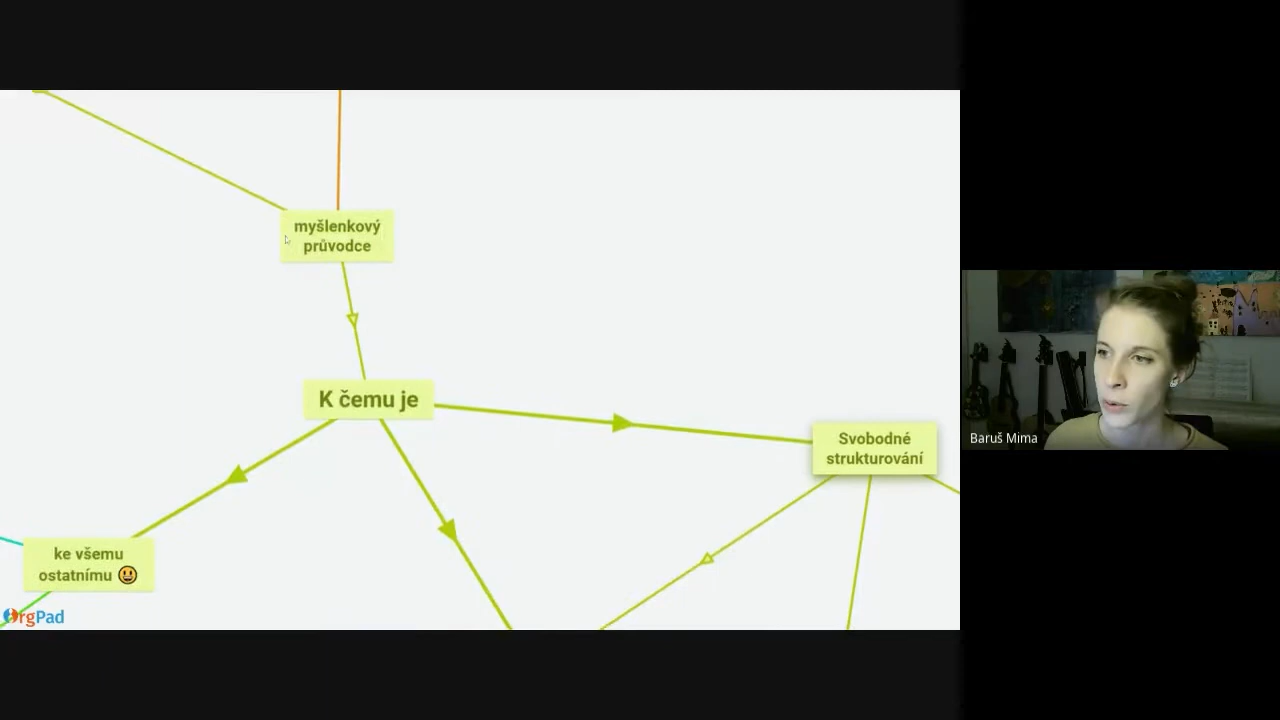 myšlenkový
průvodce
K čemu je
Svobodné
strukturování
ke všemu
ostatnímu 😃
OrgPad
Baruš Mima